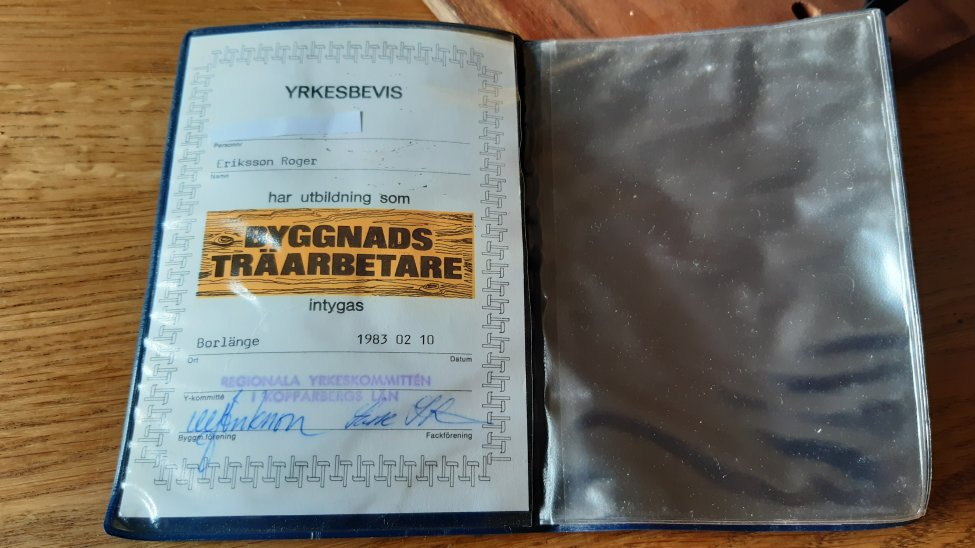 YRKESBEVIS
Personnr
Eriksson Roger
Namn
har utbildning som
BYGGNADS
TRÄARBETARE
intygas
Borlänge 1983 02 10
Ort Datum
REGIONALA YRKESKOMMITTÉN
Y-kommitté I KOPPARBERGS LÄN
Byggm.förening Fackförening